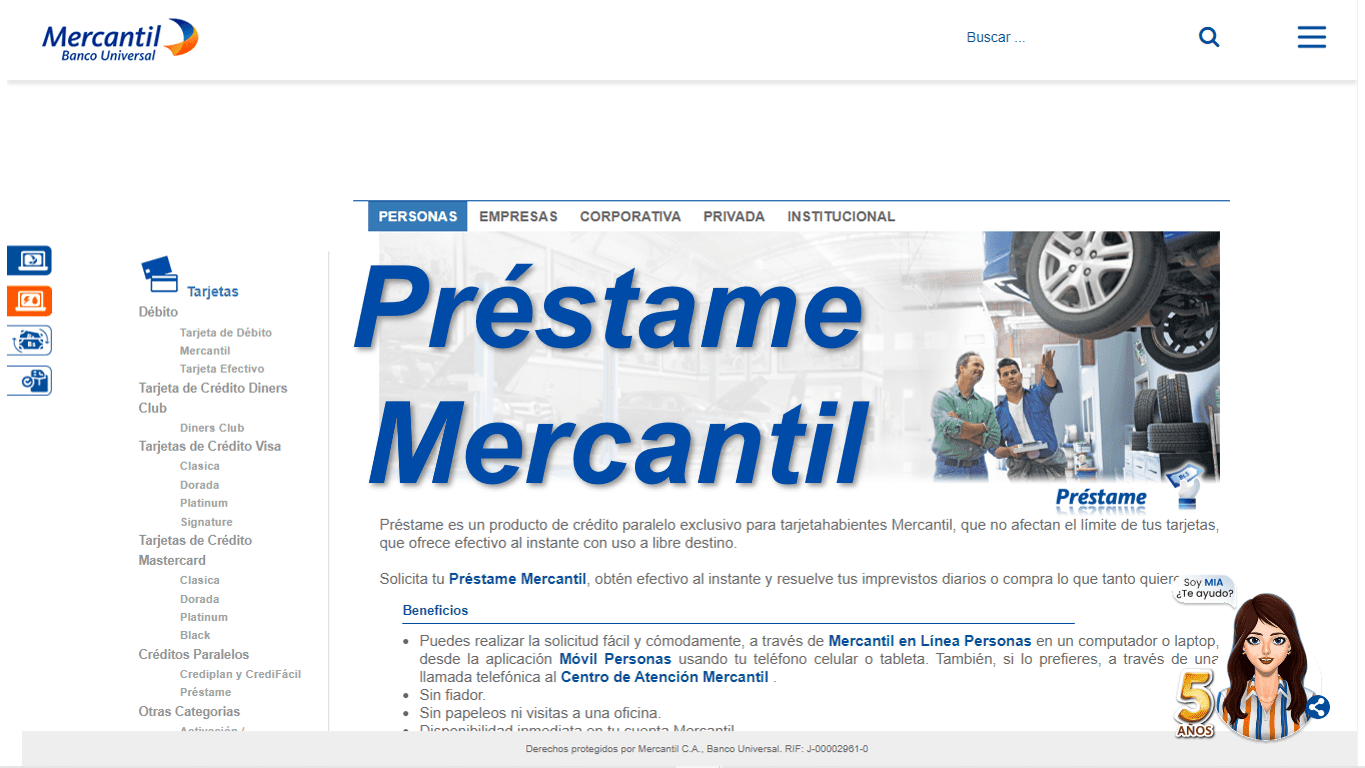 Mercantil
Banco Universal
Buscar ...
PERSONAS EMPRESAS CORPORATIVA PRIVADA INSTITUCIONAL
Tarjetas
Débito
Tarjeta de Débito
Mercantil
Tarjeta Efectivo
Tarjeta de Crédito Diners
Club
Diners Club
Tarjetas de Crédito Visa
Clasica
Dorada
Platinum
Signature
Tarjetas de Crédito
Mastercard
Clasica
Dorada
Platinum
Black
Créditos Paralelos
Crediplan y CrediFácil
Préstame
Otras Categorias
Activación /
Préstame
Mercantil
Préstame
Préstame es un producto de crédito paralelo exclusivo para tarjetahabientes Mercantil, que no afectan el límite de tus tarjetas,
que ofrece efectivo al instante con uso a libre destino.
Solicita tu Préstame Mercantil, obtén efectivo al instante y resuelve tus imprevistos diarios o compra lo que tanto quiere
Beneficios
• Puedes realizar la solicitud fácil y cómodamente, a través de Mercantil en Línea Personas en un computador o laptop,
desde la aplicación Móvil Personas usando tu teléfono celular o tableta. También, si lo prefieres, a través de una
llamada telefónica al Centro de Atención Mercantil .
• Sin fiador.
• Sin papeleos ni visitas a una oficina.
• Disponibilidad inmediata en tu cuenta Mercantil
Soy MIA
¿Te ayudo?
5
AÑOS
Derechos protegidos por Mercantil C.A., Banco Universal. RIF: J-00002961-0